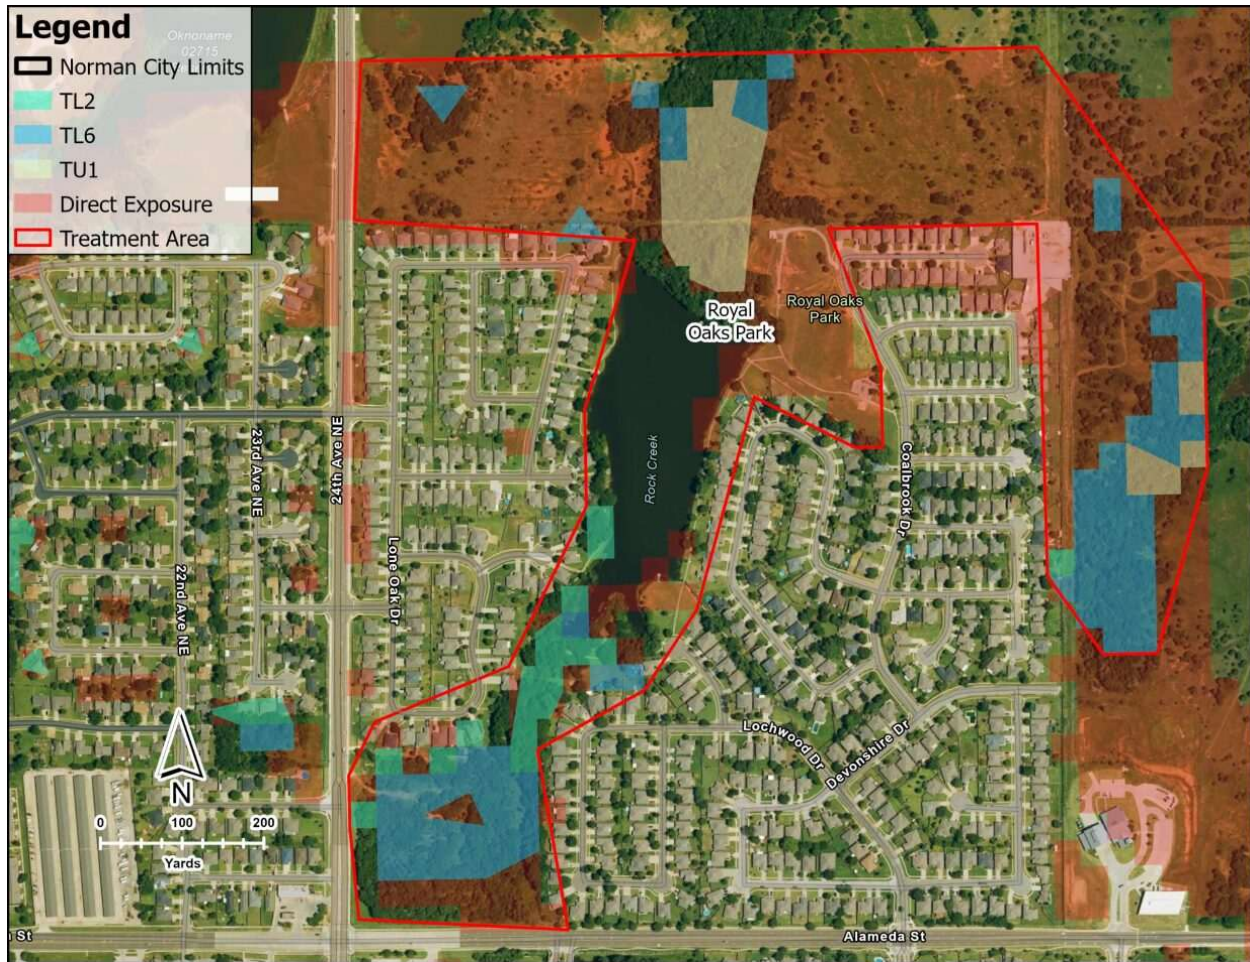 Legend
Oknoname
02715
Norman City Limits
TL2
TL6
TU1
Direct Exposure
Treatment Area
Royal
Oaks Park
Royal Oaks
Park
Rock Creek
24th Ave NE
23rd Ave NE
22nd Ave NE
Lone Oak Dr
Coalbrook Dr
Lochwood Dr
Devonshire Dr
N
0 100 200
Yards
St
Alameda St